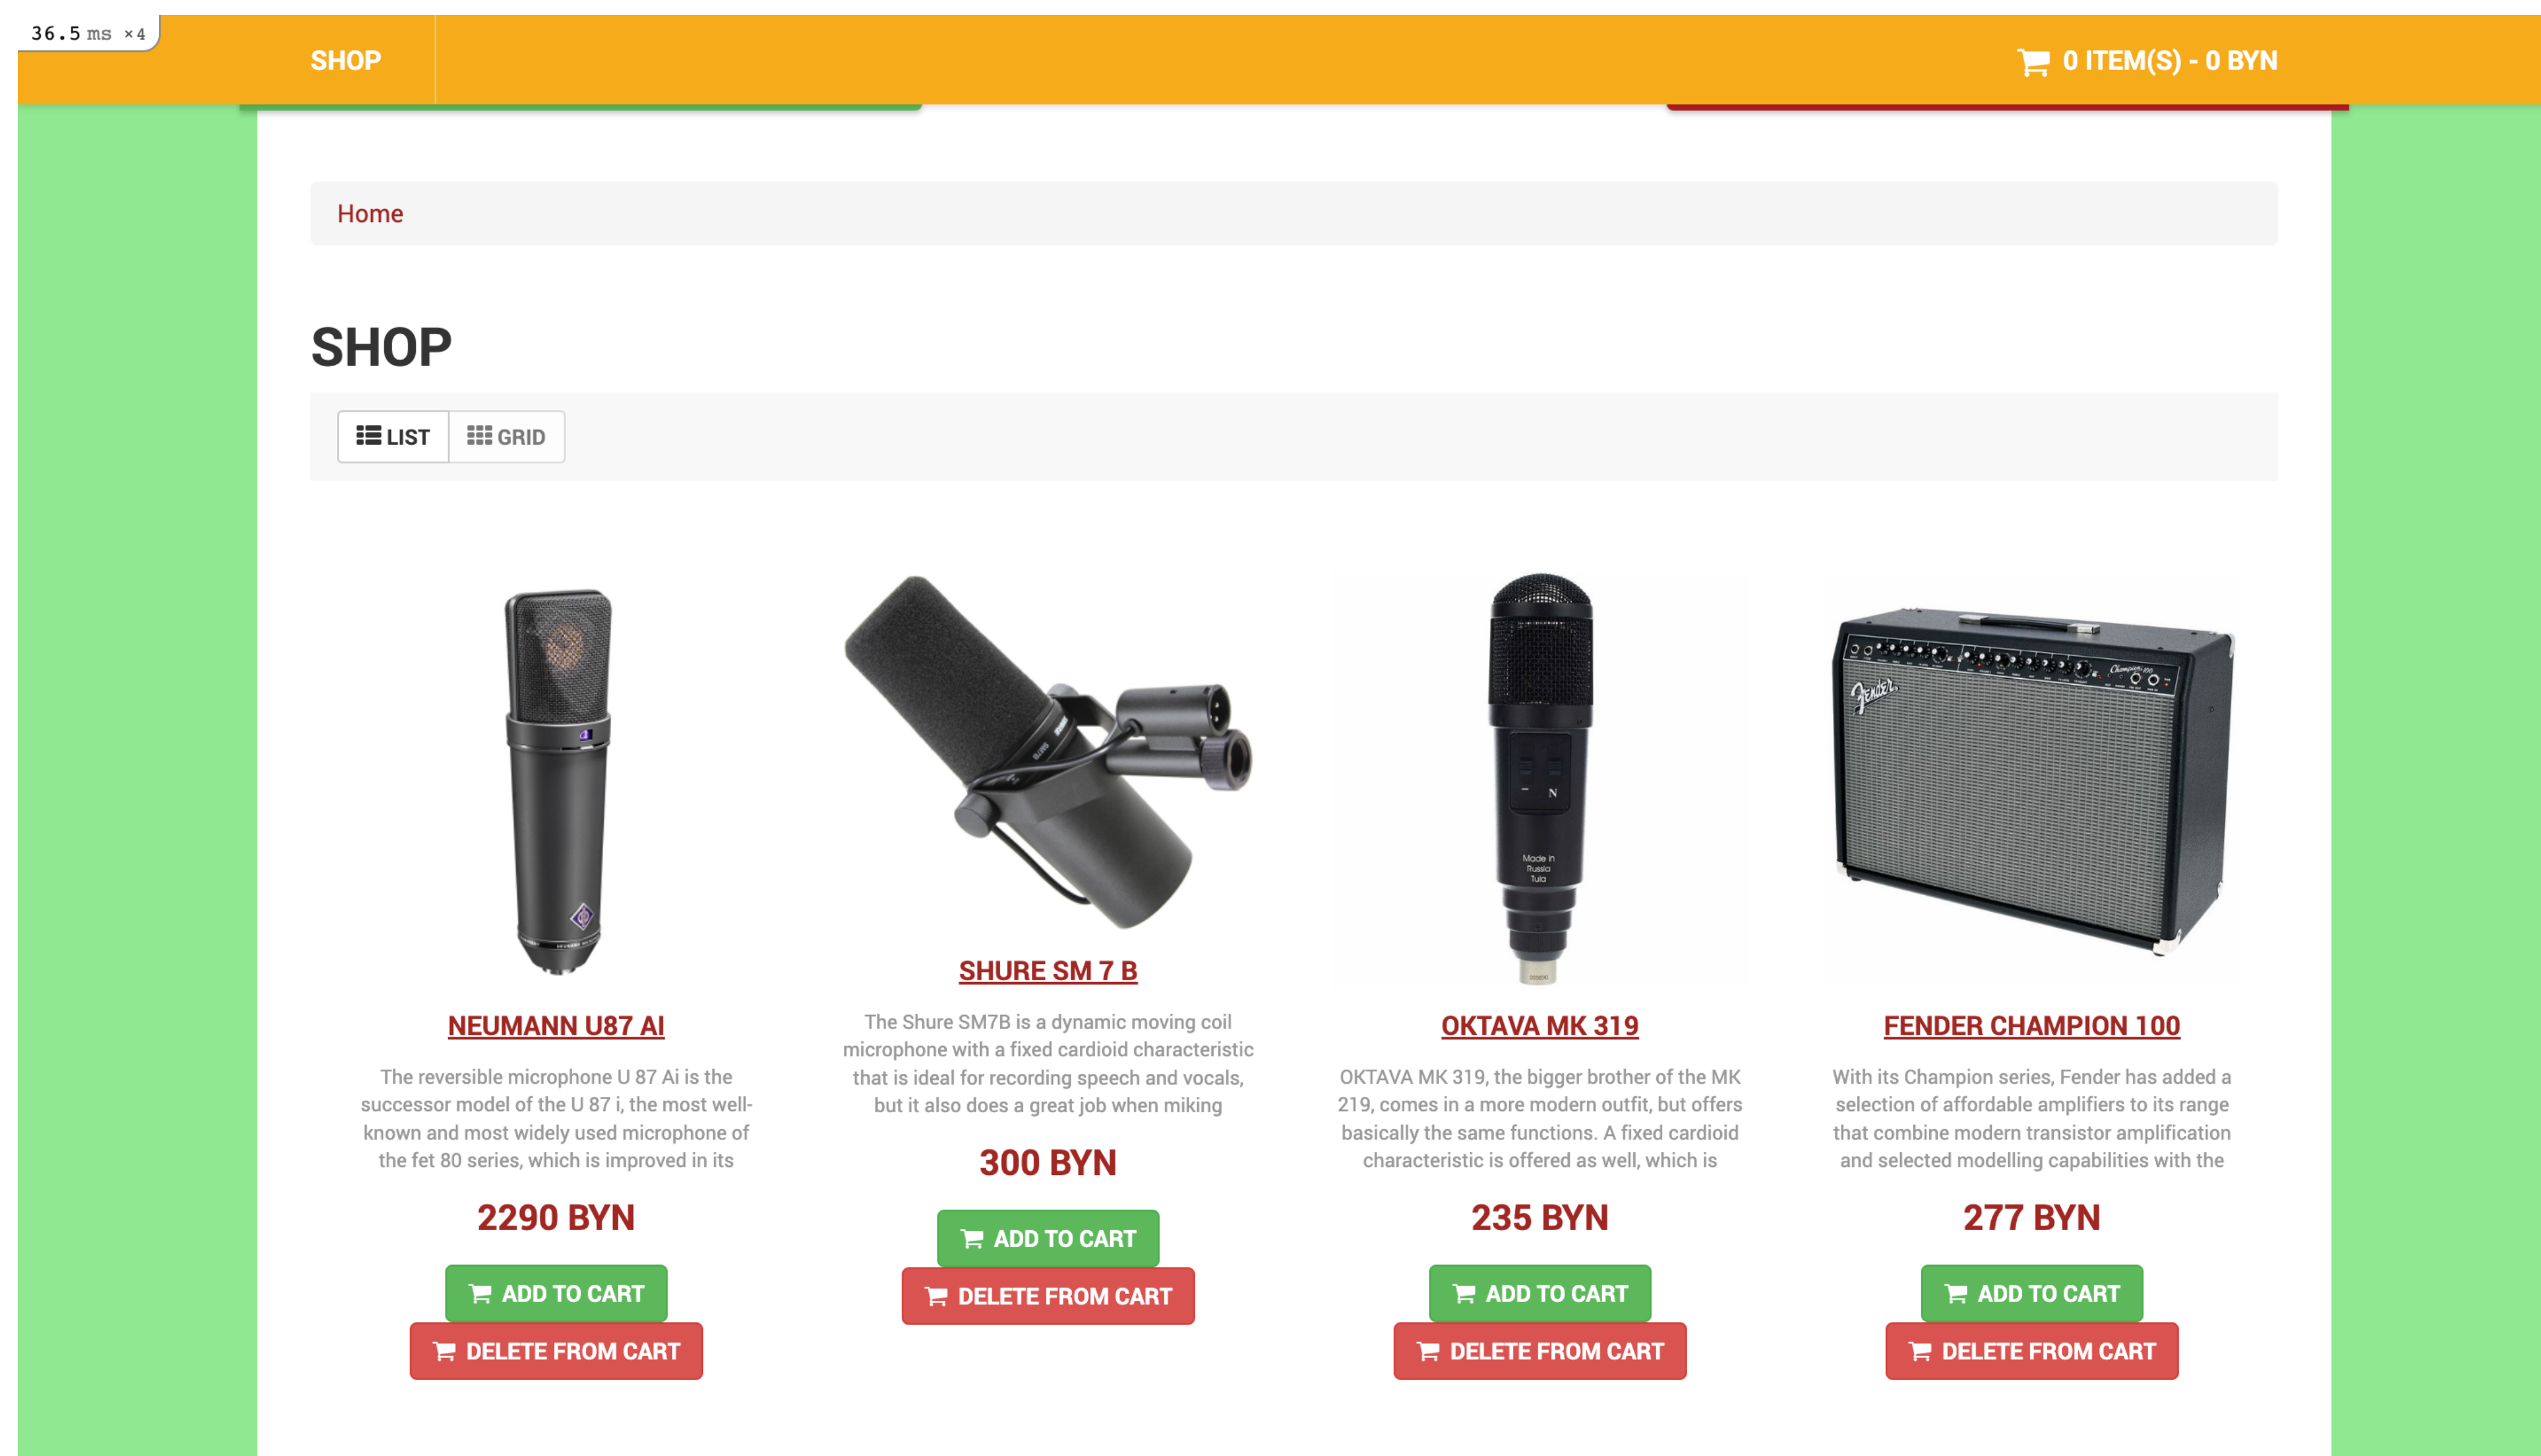 36.5 ms ×4
SHOP
0 ITEM(S) - 0 BYN
Home
SHOP
LIST
GRID
N
Made in
Russia
Tula
SM7B
Fender
Champion 100
NEUMANN U87 AI
The reversible microphone U 87 Ai is the
successor model of the U 87 i, the most well-
known and most widely used microphone of
the fet 80 series, which is improved in its
2290 BYN
ADD TO CART
DELETE FROM CART
SHURE SM 7 B
The Shure SM7B is a dynamic moving coil
microphone with a fixed cardioid characteristic
that is ideal for recording speech and vocals,
but it also does a great job when miking
300 BYN
ADD TO CART
DELETE FROM CART
OKTAVA MK 319
OKTAVA MK 319, the bigger brother of the MK
219, comes in a more modern outfit, but offers
basically the same functions. A fixed cardioid
characteristic is offered as well, which is
235 BYN
ADD TO CART
DELETE FROM CART
FENDER CHAMPION 100
With its Champion series, Fender has added a
selection of affordable amplifiers to its range
that combine modern transistor amplification
and selected modelling capabilities with the
277 BYN
ADD TO CART
DELETE FROM CART